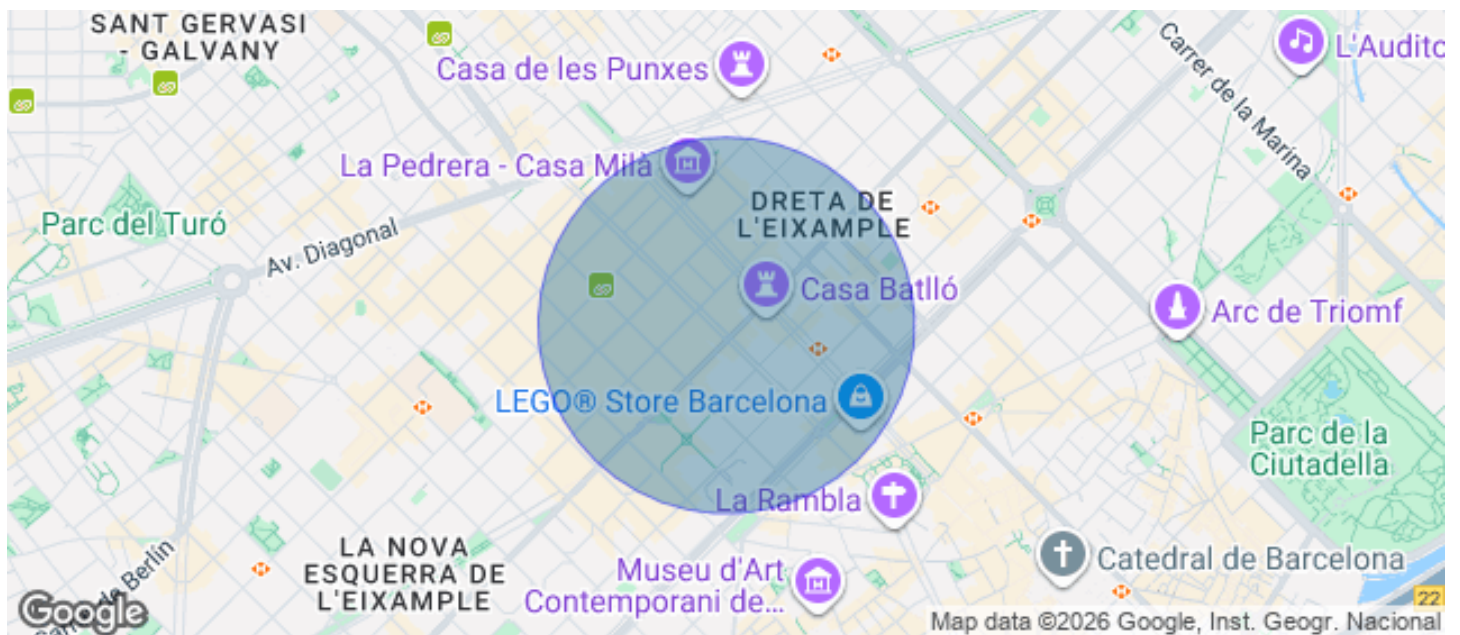 SANT GERVASI
- GALVANY
Casa de les Punxes
Carrer de la Marina
L'Audito
La Pedrera - Casa Milà
DRETA DE
L'EIXAMPLE
Parc del Turó
Av. Diagonal
Casa Batlló
Arc de Triomf
LEGO® Store Barcelona
Parc de la
Ciutadella
La Rambla
LA NOVA
ESQUERRA DE
L'EIXAMPLE
Museu d'Art
Contemporani de...
Catedral de Barcelona
de Berlín
22
Google
Map data ©2026 Google, Inst. Geogr. Nacional